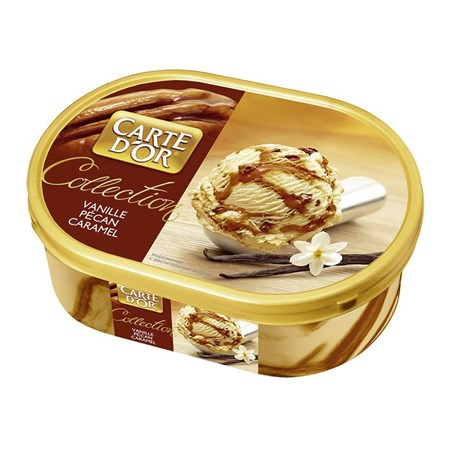 CARTE
D'OR®
Collection
VANILLE
PÉCAN
CARAMEL
CARTE
D'OR
Collection
VANILLE
PÉCAN
CARAMEL